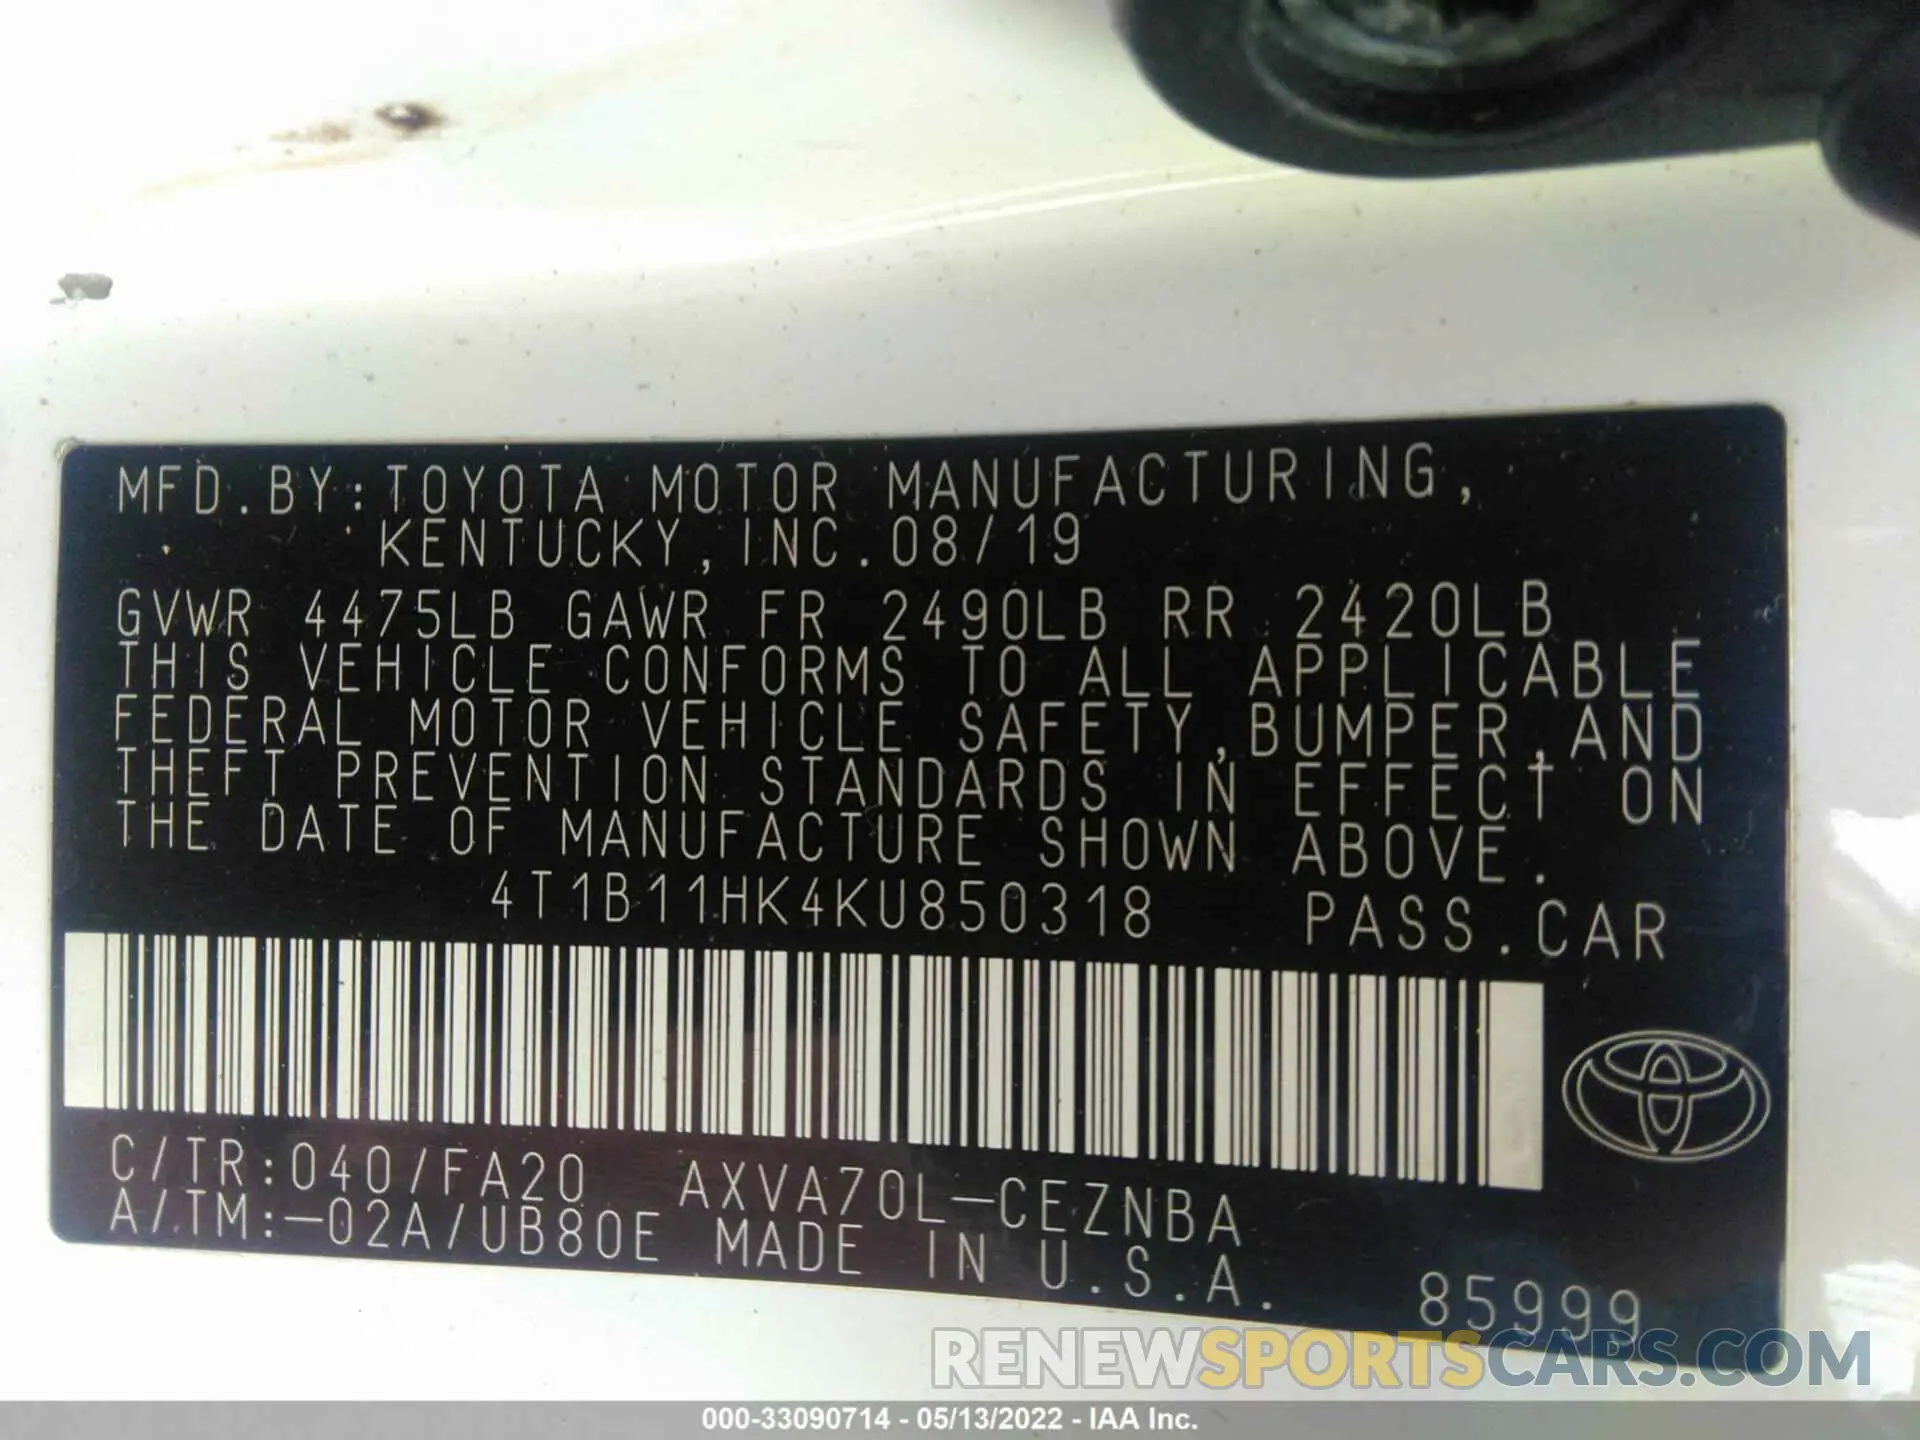 MFD.BY:TOYOTA MOTOR MANUFACTURING,
KENTUCKY,INC.08/19
GVWR 4475LB GAWR FR 2490LB RR 2420LB
THIS VEHICLE CONFORMS TO ALL APPLICABLE
FEDERAL MOTOR VEHICLE SAFETY,BUMPER,AND
THEFT PREVENTION STANDARDS IN EFFECT ON
THE DATE OF MANUFACTURE SHOWN ABOVE.
4T1B11HK4KU850318 PASS.CAR
C/TR:040/FA20 AXVA70L-CEZNBA
A/TM:-02A/UB80E MADE IN U.S.A.
85999
RENEWSPORTSCARS.COM
000-33090714 - 05/13/2022 - IAA Inc.